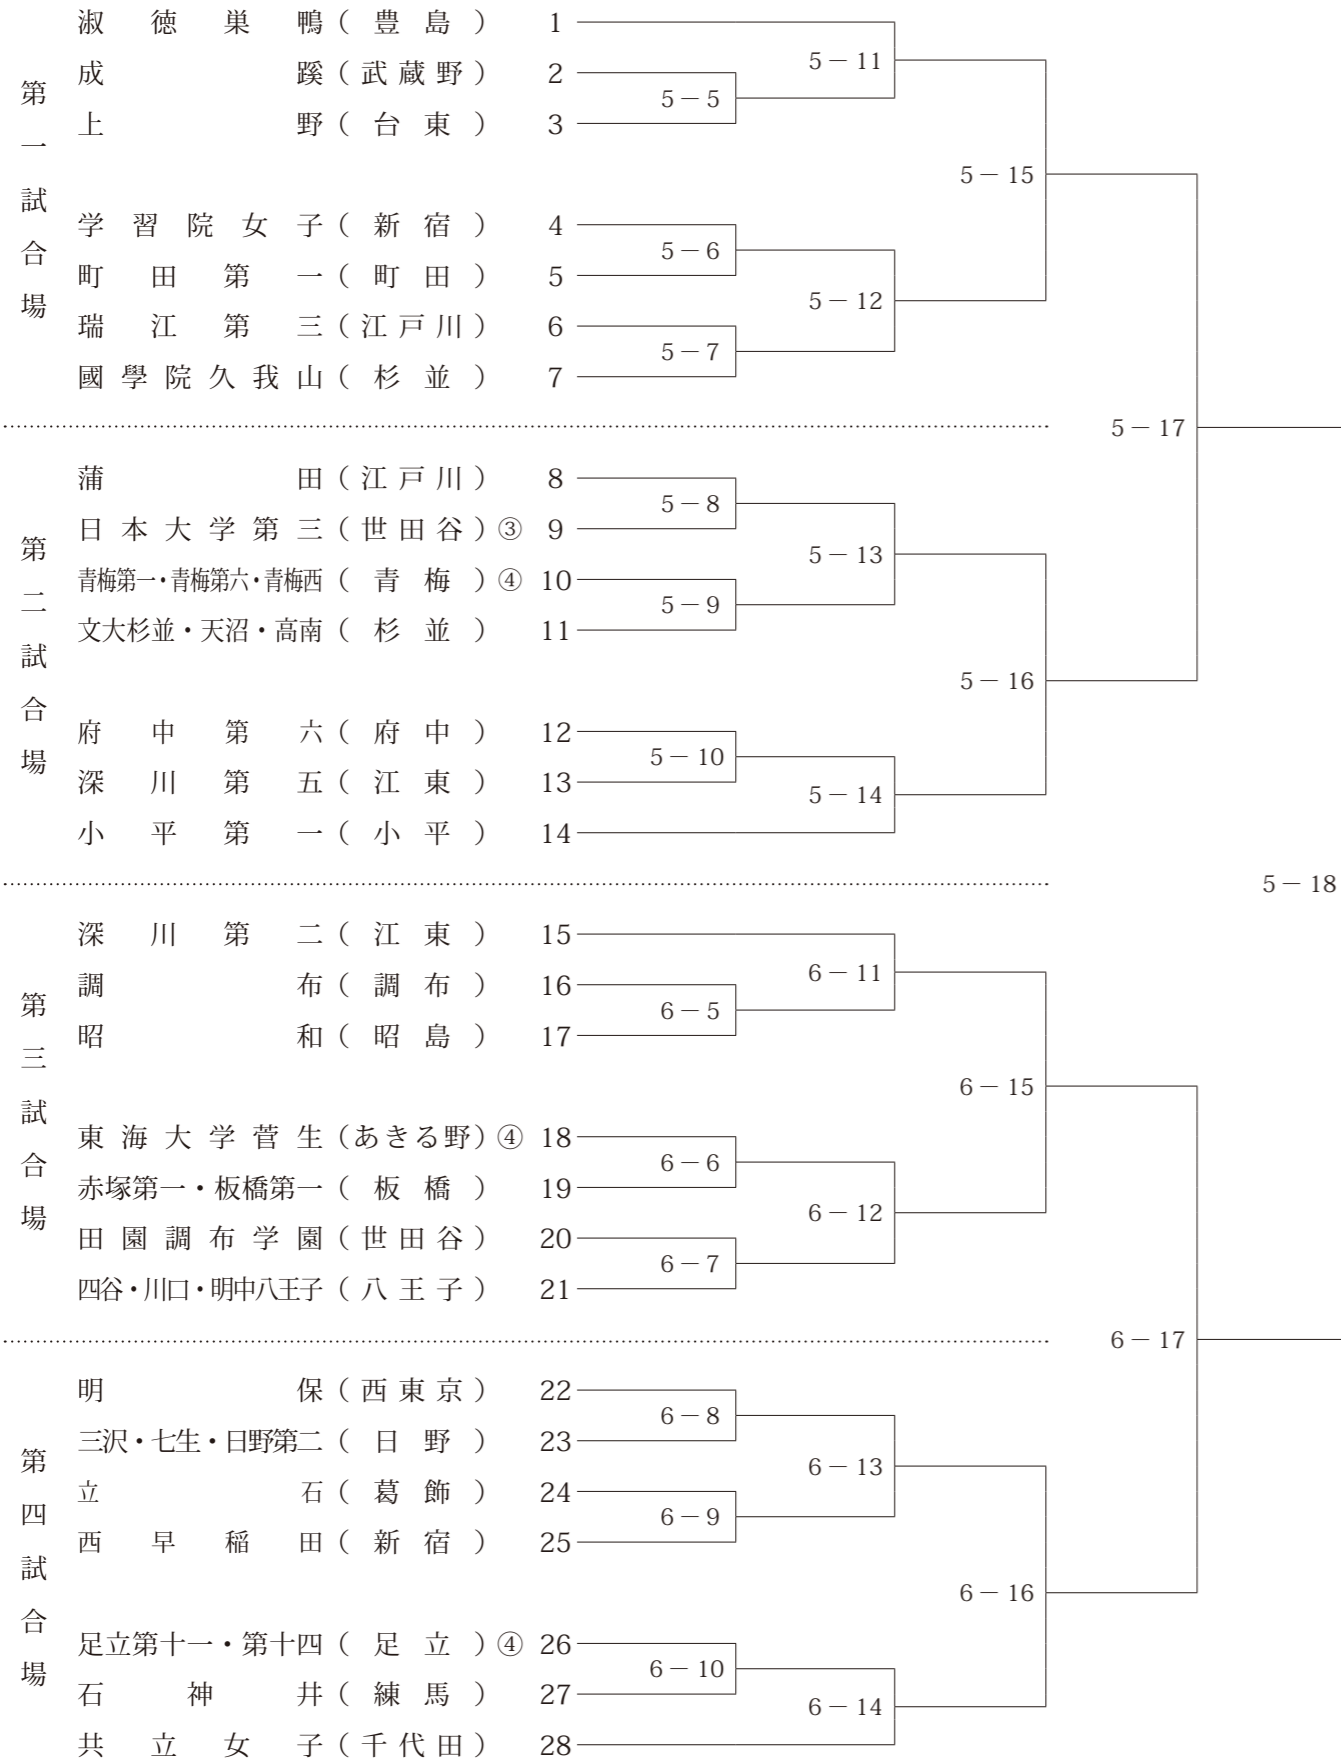 第一試合場
淑徳巣鴨(豊島) 1
成蹊(武蔵野) 2
上野(台東) 3
学習院女子(新宿) 4
町田第一(町田) 5
瑞江第三(江戸川) 6
國學院久我山(杉並) 7
5－5
5－6
5－7
5－11
5－12
5－15
5－17
第二試合場
蒲田(江戸川) 8
日本大学第三(世田谷)③ 9
青梅第一・青梅第六・青梅西(青梅)④ 10
文大杉並・天沼・高南(杉並) 11
府中第六(府中) 12
深川第五(江東) 13
小平第一(小平) 14
5－8
5－9
5－10
5－13
5－14
5－16
5－18
第三試合場
深川第二(江東) 15
調布(調布) 16
昭和(昭島) 17
東海大学菅生(あきる野)④ 18
赤塚第一・板橋第一(板橋) 19
田園調布学園(世田谷) 20
四谷・川口・明中八王子(八王子) 21
6－5
6－6
6－7
6－11
6－12
6－15
6－17
第四試合場
明保(西東京) 22
三沢・七生・日野第二(日野) 23
立石(葛飾) 24
西早稲田(新宿) 25
足立第十一・第十四(足立)④ 26
石神井(練馬) 27
共立女子(千代田) 28
6－8
6－9
6－10
6－13
6－14
6－16